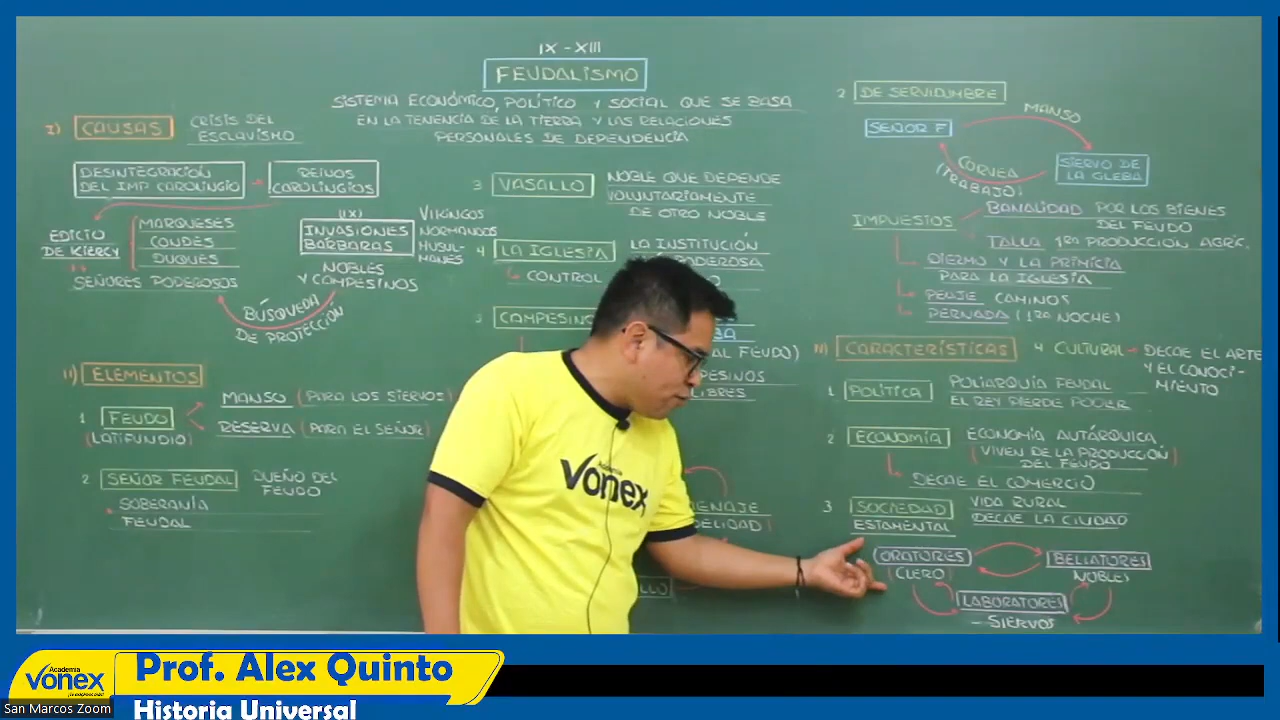 IX - XIII
FEUDALISMO
SISTEMA ECONÓMICO, POLÍTICO Y SOCIAL QUE SE BASA
EN LA TENENCIA DE LA TIERRA Y LAS RELACIONES
PERSONALES DE DEPENDENCIA
I) CAUSAS CRISIS DEL
ESCLAVISMO
DESINTEGRACIÓN
DEL IMP CAROLINGIO
REINOS
CAROLINGIOS
EDICTO
DE KIERCY
MARQUESES
CONDES
DUQUES
SEÑORES PODEROSOS
(IX)
INVASIONES
BÁRBARAS
VIKINGOS
NORMANDOS
MUSUL-
MANES
NOBLES
Y CAMPESINOS
BÚSQUEDA
DE PROTECCIÓN
II) ELEMENTOS
1 FEUDO
(LATIFUNDIO)
MANSO (PARA LOS SIERVOS)
RESERVA (PARA EL SEÑOR)
2 SEÑOR FEUDAL DUEÑO DEL
FEUDO
SOBERANÍA
FEUDAL
3 VASALLO NOBLE QUE DEPENDE
VOLUNTARIAMENTE
DE OTRO NOBLE
4 LA IGLESIA LA INSTITUCIÓN
PODEROSA
CONTROL
5 CAMPESINO
AL FEUDO)
LIBRES
2 DE SERVIDUMBRE
SEÑOR F
MANSO
SIERVO DE
LA GLEBA
CORVEA
(TRABAJO)
IMPUESTOS
BANALIDAD POR LOS BIENES
DEL FEUDO
TALLA 1RA PRODUCCIÓN AGRIC.
DIEZMO Y LA PRIMICIA
PARA LA IGLESIA
PEAJE CAMINOS
PERNADA (1RA NOCHE)
III) CARACTERÍSTICAS
4 CULTURAL DECAE EL ARTE
Y EL CONOCI-
MIENTO
1 POLÍTICA POLIARQUÍA FEUDAL
EL REY PIERDE PODER
2 ECONOMÍA ECONOMÍA AUTÁRQUICA
(VIVEN DE LA PRODUCCIÓN
DEL FEUDO)
DECAE EL COMERCIO
3 SOCIEDAD VIDA RURAL
ESTAMENTAL DECAE LA CIUDAD
ORATORES
(CLERO)
BELLATORES
NOBLES
LABORATORES
- SIERVOS
Academia
vonex
Academia
vonex
Prof. Alex Quinto
Historia Universal
San Marcos Zoom